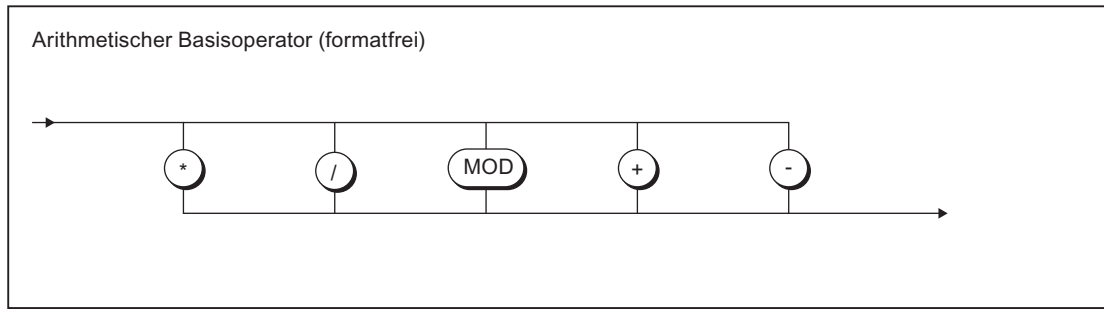 Arithmetischer Basisoperator (formatfrei)
* / MOD + -